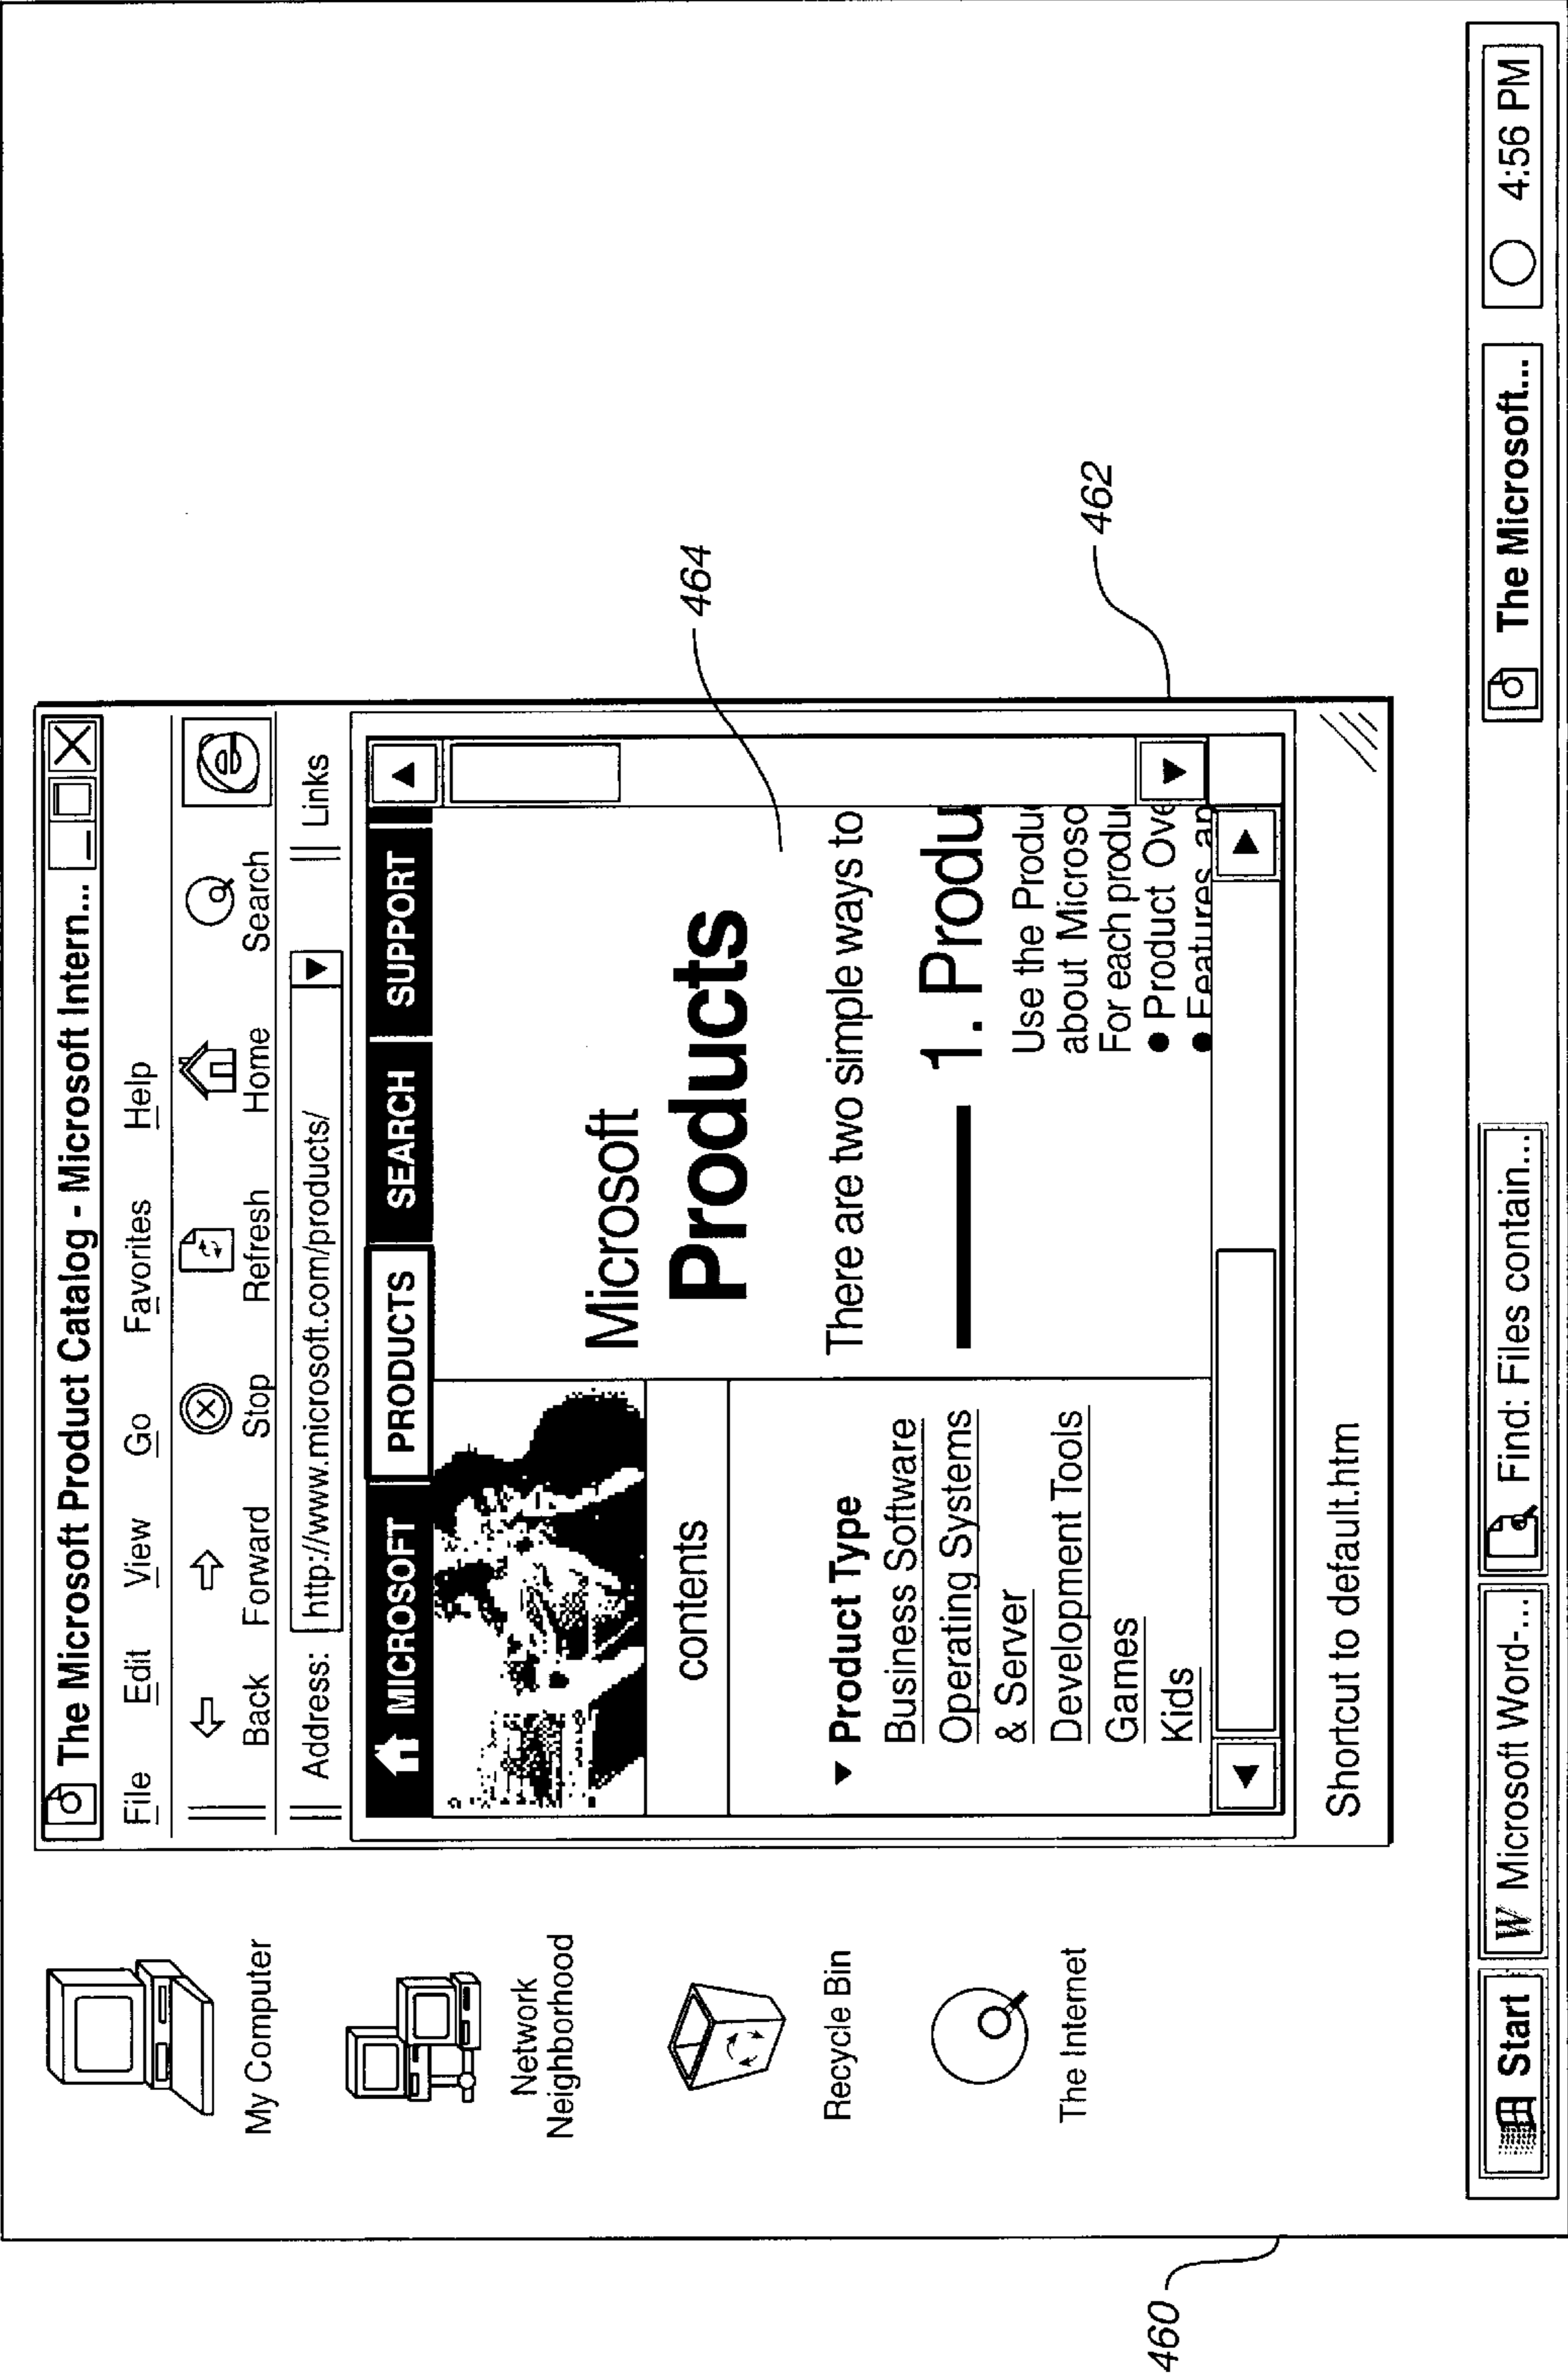 The Microsoft Product Catalog - Microsoft Intern...
File Edit View Go Favorites Help
Back Forward Stop Refresh Home Search
Address: http://www.microsoft.com/products/ Links
MICROSOFT PRODUCTS SEARCH SUPPORT
contents
▼ Product Type
Business Software
Operating Systems
& Server
Development Tools
Games
Kids
Microsoft
Products
There are two simple ways to
1. Produ
Use the Produ
about Microso
For each produ
● Product Ove
● Features an
Shortcut to default.htm
My Computer
Network
Neighborhood
Recycle Bin
The Internet
464
462
460
Start W Microsoft Word-... Find: Files contain... The Microsoft... 4:56 PM